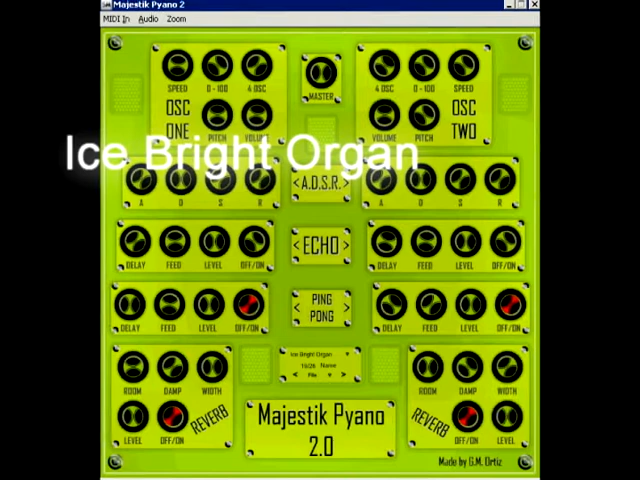 Majestik Pyano 2
MIDI In Audio Zoom
SPEED 0-100 4 OSC
MASTER
4 OSC 0-100 SPEED
OSC ONE
PITCH VOLUME
VOLUME PITCH
OSC TWO
Ice Bright Organ
A D S R
<A.D.S.R.>
A D S R
DELAY FEED LEVEL OFF/ON
< ECHO >
DELAY FEED LEVEL OFF/ON
DELAY FEED LEVEL OFF/ON
< PING PONG >
DELAY FEED LEVEL OFF/ON
Ice Bright Organ
19/28 Name
< File >
ROOM DAMP WIDTH
LEVEL OFF/ON REVERB
Majestik Pyano
2.0
ROOM DAMP WIDTH
REVERB OFF/ON LEVEL
Made by G.M. Ortiz